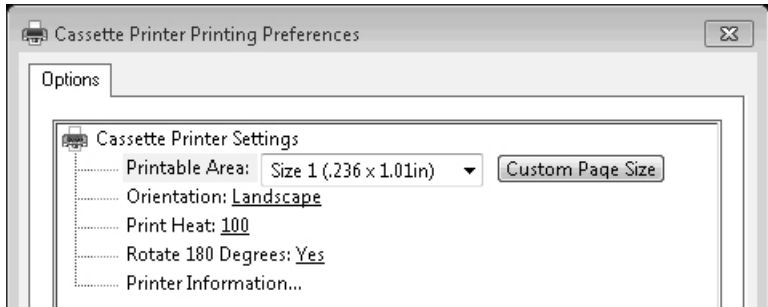 Cassette Printer Printing Preferences
Options
Cassette Printer Settings
Printable Area: Size 1 (.236 x 1.01in) Custom Page Size
Orientation: Landscape
Print Heat: 100
Rotate 180 Degrees: Yes
Printer Information...